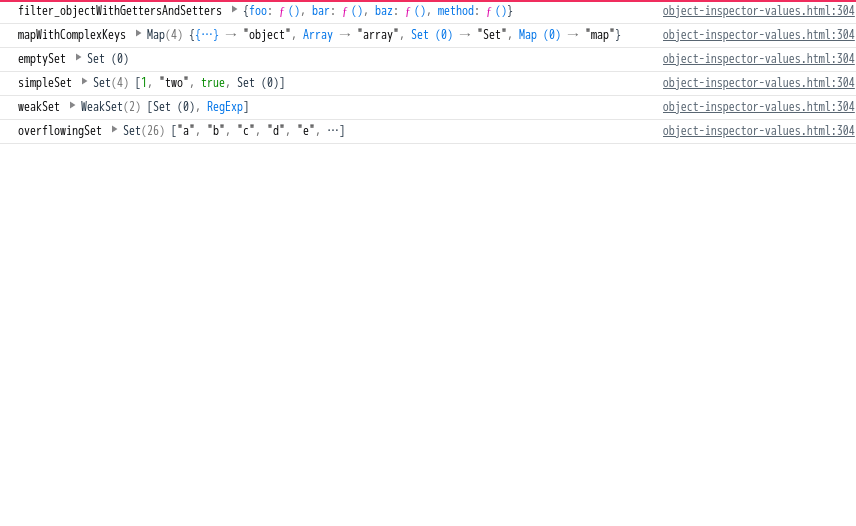 filter_objectWithGettersAndSetters ▶ {foo: ƒ (), bar: ƒ (), baz: ƒ (), method: ƒ ()} object-inspector-values.html:304
mapWithComplexKeys ▶ Map(4) {{⋯} → "object", Array → "array", Set (0) → "Set", Map (0) → "map"} object-inspector-values.html:304
emptySet ▶ Set (0) object-inspector-values.html:304
simpleSet ▶ Set(4) [1, "two", true, Set (0)] object-inspector-values.html:304
weakSet ▶ WeakSet(2) [Set (0), RegExp] object-inspector-values.html:304
overflowingSet ▶ Set(26) ["a", "b", "c", "d", "e", ⋯] object-inspector-values.html:304